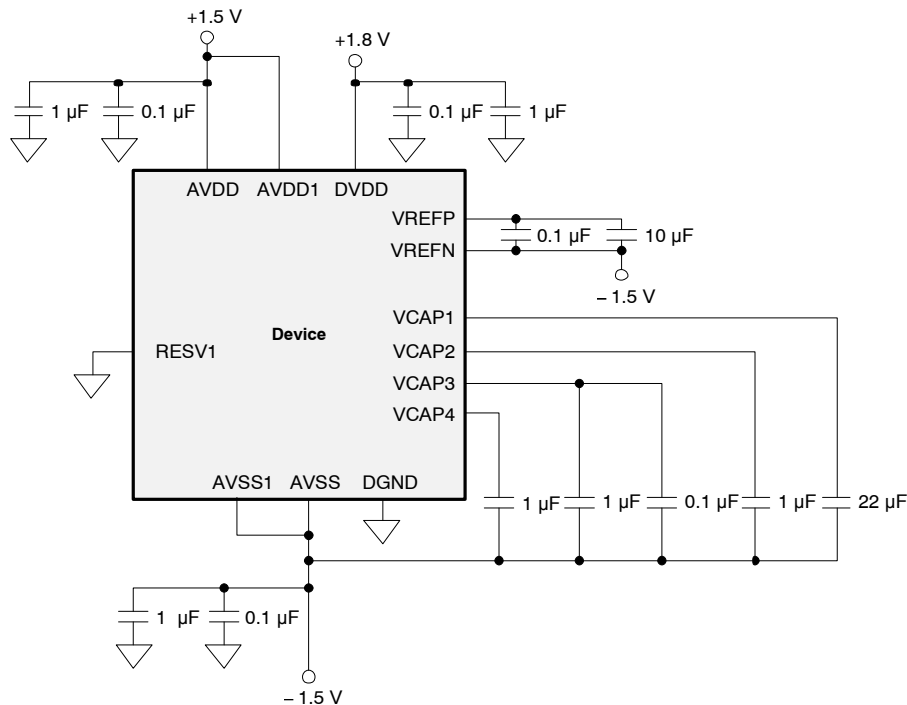 +1.5 V
+1.8 V
1 µF
0.1 µF
0.1 µF
1 µF
AVDD
AVDD1
DVDD
VREFP
0.1 µF
10 µF
VREFN
– 1.5 V
VCAP1
Device
RESV1
VCAP2
VCAP3
VCAP4
AVSS1
AVSS
DGND
1 µF
1 µF
0.1 µF
1 µF
22 µF
1 µF
0.1 µF
– 1.5 V